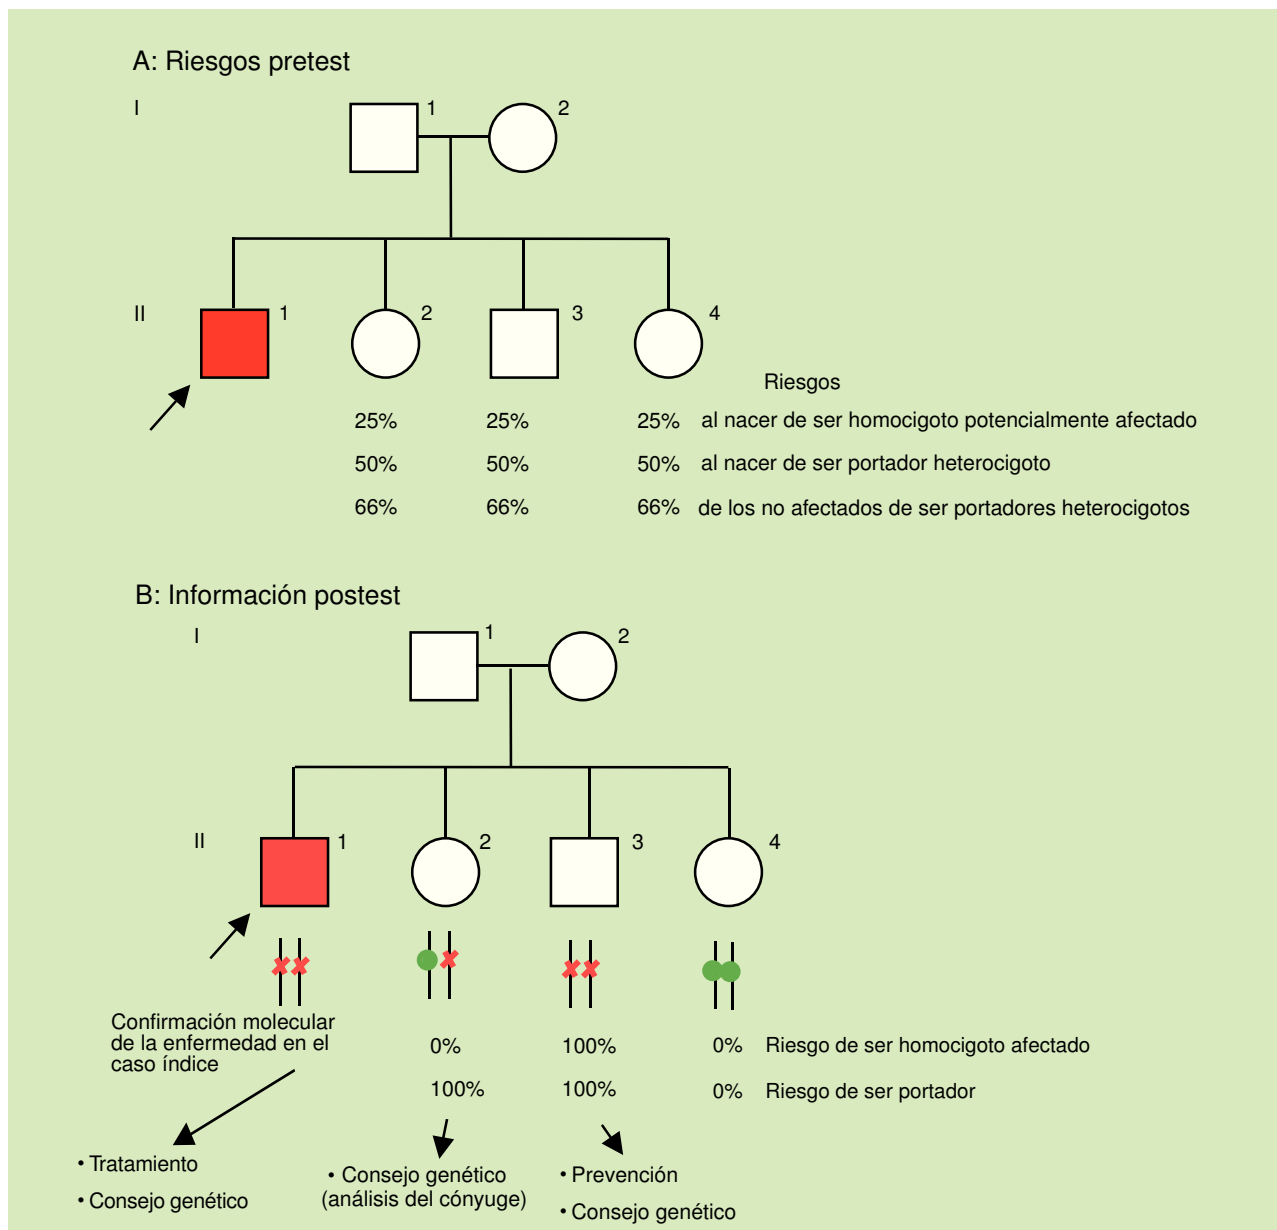 A: Riesgos pretest
I
1
2
II
1
2
3
4
Riesgos
25% 25% 25% al nacer de ser homocigoto potencialmente afectado
50% 50% 50% al nacer de ser portador heterocigoto
66% 66% 66% de los no afectados de ser portadores heterocigotos
B: Información postest
I
1
2
II
1
2
3
4
Confirmación molecular
de la enfermedad en el
caso índice
0% 100% 0% Riesgo de ser homocigoto afectado
100% 100% 0% Riesgo de ser portador
• Tratamiento
• Consejo genético
• Consejo genético
(análisis del cónyuge)
• Prevención
• Consejo genético